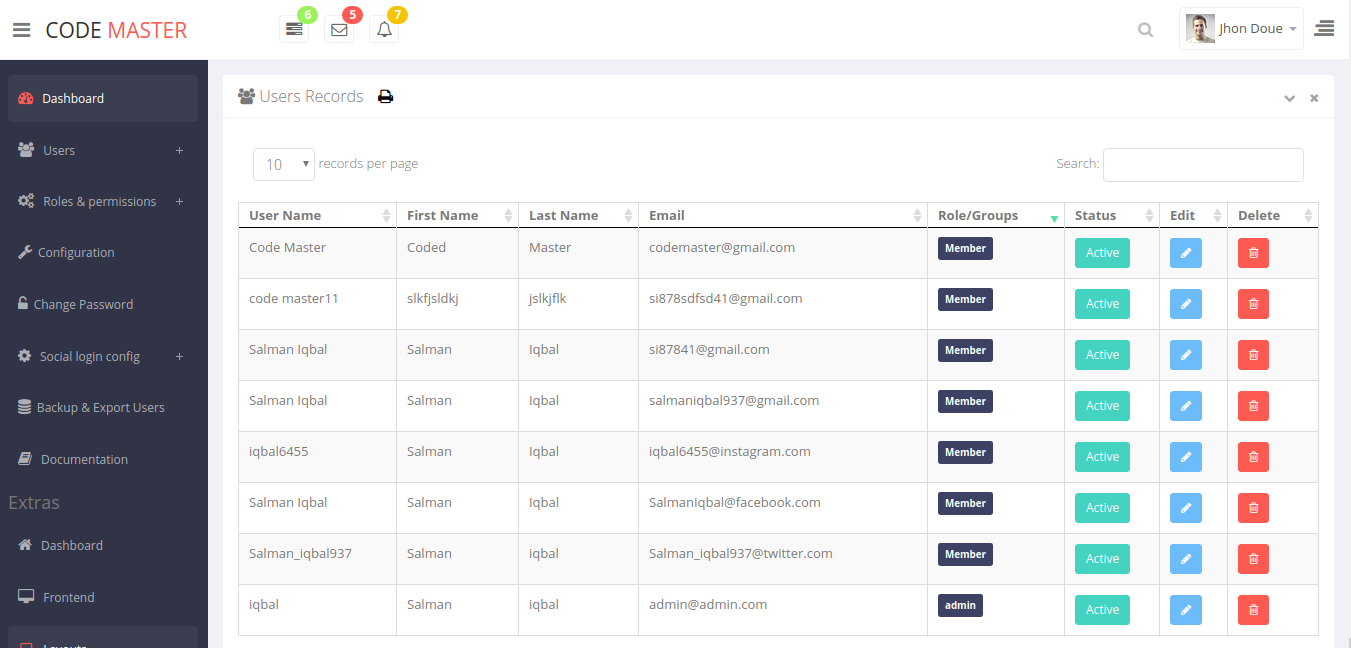 CODE MASTER
6
5
7
Jhon Doue
Dashboard
Users +
Roles & permissions +
Configuration
Change Password
Social login config +
Backup & Export Users
Documentation
Extras
Dashboard
Frontend
Layouts
Users Records
10 records per page
Search:
User Name First Name Last Name Email Role/Groups Status Edit Delete
Code Master Coded Master codemaster@gmail.com Member Active
code master11 slkfjsldkj jslkjflk si878sdfsd41@gmail.com Member Active
Salman Iqbal Salman Iqbal si87841@gmail.com Member Active
Salman Iqbal Salman Iqbal salmaniqbal937@gmail.com Member Active
iqbal6455 Salman Iqbal iqbal6455@instagram.com Member Active
Salman Iqbal Salman Iqbal SalmanIqbal@facebook.com Member Active
Salman_iqbal937 Salman iqbal Salman_iqbal937@twitter.com Member Active
iqbal Salman iqbal admin@admin.com admin Active